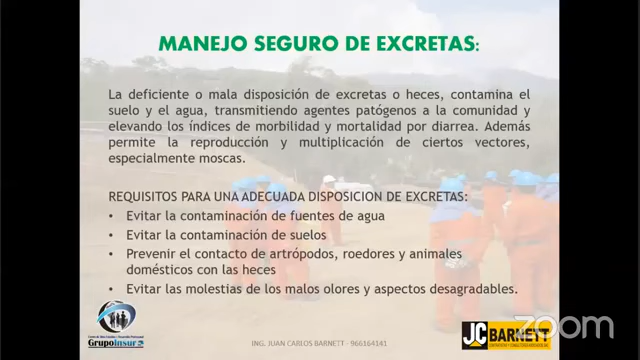 MANEJO SEGURO DE EXCRETAS:
La deficiente o mala disposición de excretas o heces, contamina el
suelo y el agua, transmitiendo agentes patógenos a la comunidad y
elevando los índices de morbilidad y mortalidad por diarrea. Además
permite la reproducción y multiplicación de ciertos vectores,
especialmente moscas.
REQUISITOS PARA UNA ADECUADA DISPOSICION DE EXCRETAS:
• Evitar la contaminación de fuentes de agua
• Evitar la contaminación de suelos
• Prevenir el contacto de artrópodos, roedores y animales
domésticos con las heces
• Evitar las molestias de los malos olores y aspectos desagradables.
Grupoinsur
ING. JUAN CARLOS BARNETT - 966164141
JC BARNETT
zoom